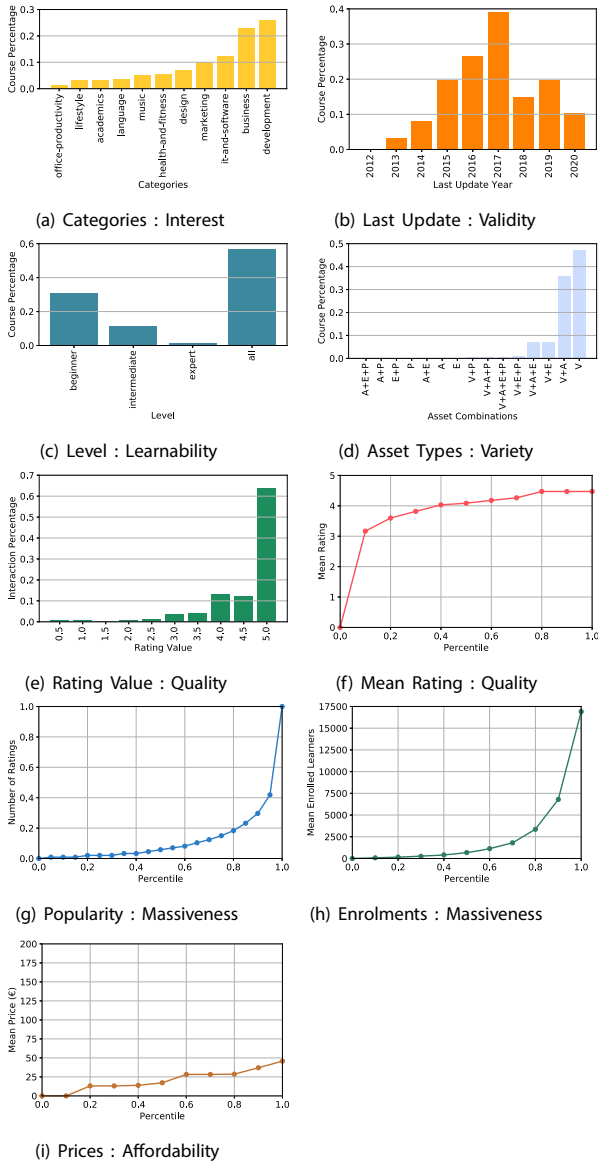 0.3
0.2
0.1
0.0
Course Percentage
office-productivity
lifestyle
academics
language
music
health-and-fitness
design
marketing
it-and-software
business
development
Categories
(a) Categories : Interest
0.4
0.3
0.2
0.1
0.0
Course Percentage
2012
2013
2014
2015
2016
2017
2018
2019
2020
Last Update Year
(b) Last Update : Validity
0.6
0.4
0.2
0.0
Course Percentage
beginner
intermediate
expert
all
Level
(c) Level : Learnability
0.5
0.4
0.3
0.2
0.1
0.0
Course Percentage
A+E+P
A+P
E+P
P
A+E
A
E
V+P
V+A+P
V+A+E+P
V+E+P
V+A+E
V+E
V+A
V
Asset Combinations
(d) Asset Types : Variety
0.7
0.6
0.5
0.4
0.3
0.2
0.1
0.0
Interaction Percentage
0.5
1.0
1.5
2.0
2.5
3.0
3.5
4.0
4.5
5.0
Rating Value
(e) Rating Value : Quality
5
4
3
2
1
0
Mean Rating
0.0 0.2 0.4 0.6 0.8 1.0
Percentile
(f) Mean Rating : Quality
1.0
0.8
0.6
0.4
0.2
0.0
Number of Ratings
0.0 0.2 0.4 0.6 0.8 1.0
Percentile
(g) Popularity : Massiveness
17500
15000
12500
10000
7500
5000
2500
0
Mean Enrolled Learners
0.0 0.2 0.4 0.6 0.8 1.0
Percentile
(h) Enrolments : Massiveness
200
175
150
125
100
75
50
25
0
Mean Price (€)
0.0 0.2 0.4 0.6 0.8 1.0
Percentile
(i) Prices : Affordability